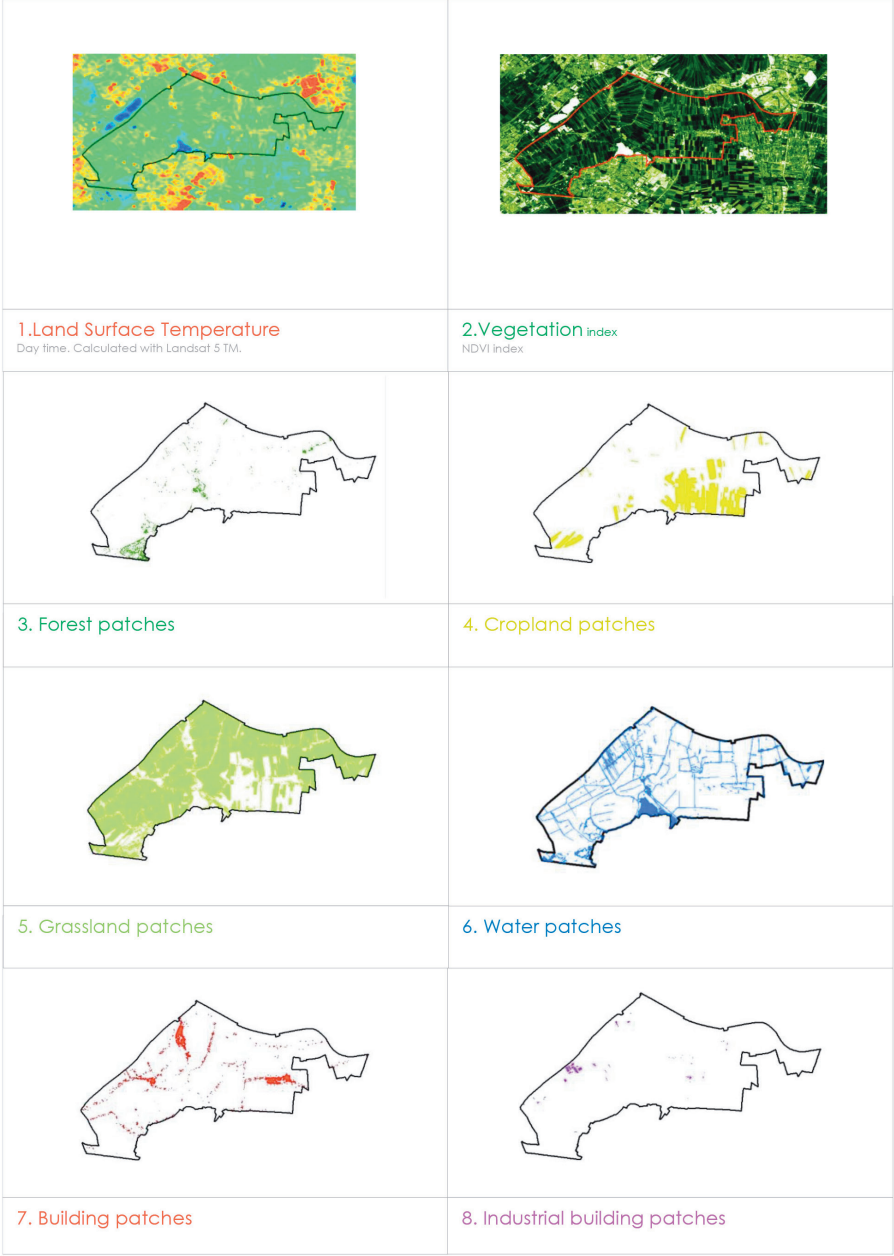 1.Land Surface Temperature
Day time. Calculated with Landsat 5 TM.
2.Vegetation index
NDVI index
3. Forest patches
4. Cropland patches
5. Grassland patches
6. Water patches
7. Building patches
8. Industrial building patches